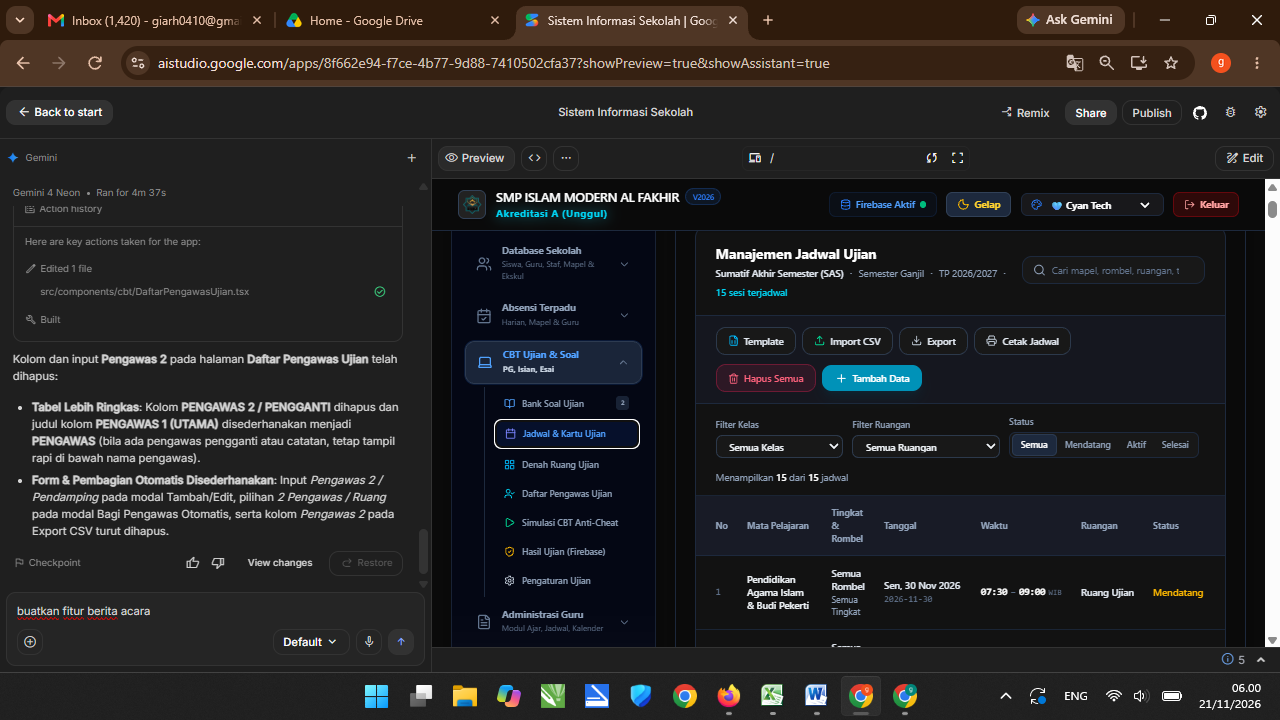 Inbox (1,420) - giarh0410@gma
Home - Google Drive
Sistem Informasi Sekolah | Goog
Ask Gemini
aistudio.google.com/apps/8f662e94-f7ce-4b77-9d88-7410502cfa37?showPreview=true&showAssistant=true
g
Back to start
Sistem Informasi Sekolah
Remix
Share
Publish
Gemini
Preview
/
Edit
Gemini 4 Neon • Ran for 4m 37s
Action history
Here are key actions taken for the app:
Edited 1 file
src/components/cbt/DaftarPengawasUjian.tsx
Built
Kolom dan input Pengawas 2 pada halaman Daftar Pengawas Ujian telah
dihapus:
• Tabel Lebih Ringkas: Kolom PENGAWAS 2 / PENGGANTI dihapus dan
judul kolom PENGAWAS 1 (UTAMA) disederhanakan menjadi
PENGAWAS (bila ada pengawas pengganti atau catatan, tetap tampil
rapi di bawah nama pengawas).
• Form & Pembagian Otomatis Disederhanakan: Input Pengawas 2 /
Pendamping pada modal Tambah/Edit, pilihan 2 Pengawas / Ruang
pada modal Bagi Pengawas Otomatis, serta kolom Pengawas 2 pada
Export CSV turut dihapus.
Checkpoint
View changes
Restore
buatkan fitur berita acara
Default
SMP ISLAM MODERN AL FAKHIR
V2026
Akreditasi A (Unggul)
Firebase Aktif
Gelap
Cyan Tech
Keluar
Database Sekolah
Siswa, Guru, Staf, Mapel &
Ekskul
Absensi Terpadu
Harian, Mapel & Guru
CBT Ujian & Soal
PG, Isian, Esai
Bank Soal Ujian
2
Jadwal & Kartu Ujian
Denah Ruang Ujian
Daftar Pengawas Ujian
Simulasi CBT Anti-Cheat
Hasil Ujian (Firebase)
Pengaturan Ujian
Administrasi Guru
Modul Ajar, Jadwal, Kalender
Manajemen Jadwal Ujian
Sumatif Akhir Semester (SAS) · Semester Ganjil · TP 2026/2027 ·
15 sesi terjadwal
Cari mapel, rombel, ruangan, t
Template
Import CSV
Export
Cetak Jadwal
Hapus Semua
Tambah Data
Filter Kelas
Semua Kelas
Filter Ruangan
Semua Ruangan
Status
Semua
Mendatang
Aktif
Selesai
Menampilkan 15 dari 15 jadwal
No
Mata Pelajaran
Tingkat
&
Rombel
Tanggal
Waktu
Ruangan
Status
1
Pendidikan
Agama Islam
& Budi Pekerti
Semua
Rombel
Semua
Tingkat
Sen, 30 Nov 2026
2026-11-30
07:30 – 09:00 WIB
Ruang Ujian
Mendatang
5
ENG
06.00
21/11/2026